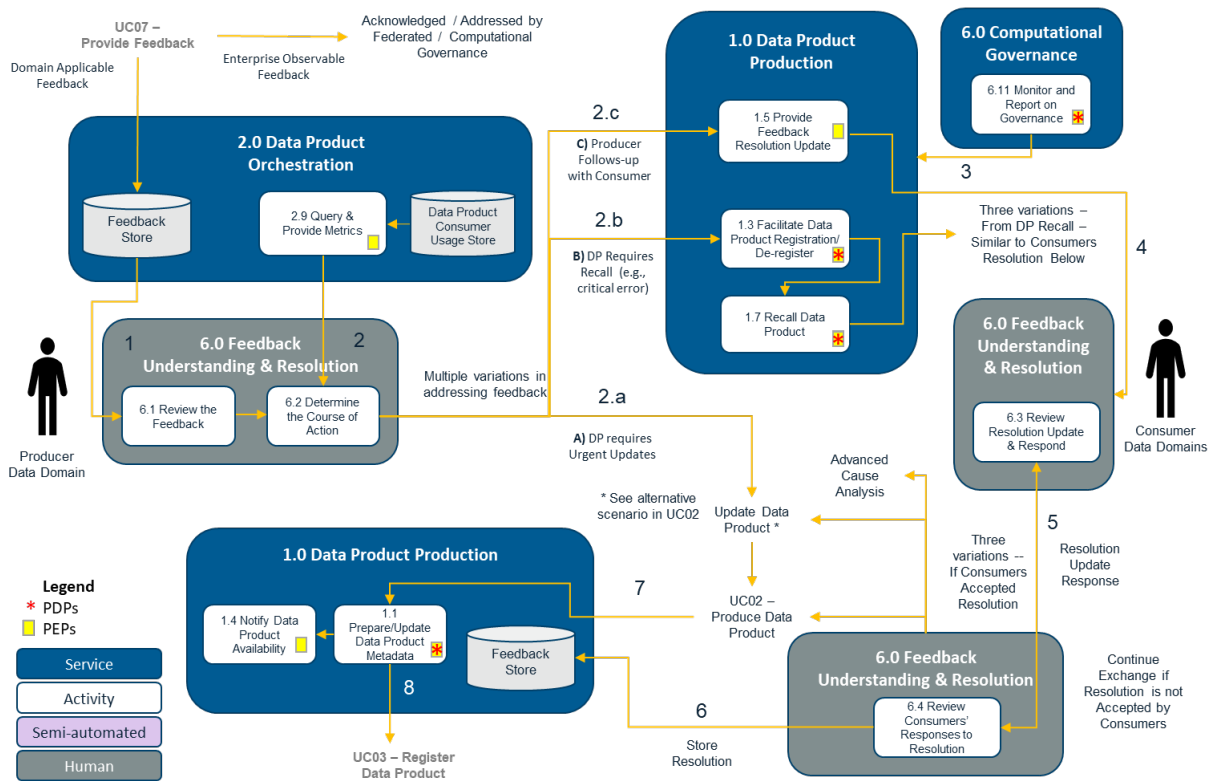 UC07 –
Provide Feedback
Acknowledged / Addressed by
Federated / Computational
Governance
Domain Applicable
Feedback
Enterprise Observable
Feedback
2.0 Data Product
Orchestration
Feedback
Store
2.9 Query &
Provide Metrics
Data Product
Consumer
Usage Store
1.0 Data Product
Production
1.5 Provide
Feedback
Resolution Update
1.3 Facilitate Data
Product Registration/
De-register
1.7 Recall Data
Product
6.0 Computational
Governance
6.11 Monitor and
Report on
Governance
2.c
C) Producer
Follows-up
with Consumer
2.b
B) DP Requires
Recall (e.g.,
critical error)
3
Three variations –
From DP Recall –
Similar to Consumers
Resolution Below
4
1
2
6.0 Feedback
Understanding & Resolution
6.1 Review the
Feedback
6.2 Determine
the Course of
Action
Producer
Data Domain
Multiple variations in
addressing feedback
2.a
A) DP requires
Urgent Updates
6.0 Feedback
Understanding
& Resolution
6.3 Review
Resolution Update
& Respond
Consumer
Data Domains
* See alternative
scenario in UC02
Update Data
Product *
Advanced
Cause
Analysis
5
Resolution
Update
Response
Three
variations --
If Consumers
Accepted
Resolution
UC02 –
Produce Data
Product
7
1.0 Data Product Production
1.4 Notify Data
Product
Availability
1.1
Prepare/Update
Data Product
Metadata
Feedback
Store
8
UC03 – Register
Data Product
6
Store
Resolution
6.0 Feedback
Understanding & Resolution
6.4 Review
Consumers'
Responses to
Resolution
Continue
Exchange if
Resolution is not
Accepted by
Consumers
Legend
* PDPs
PEPs
Service
Activity
Semi-automated
Human